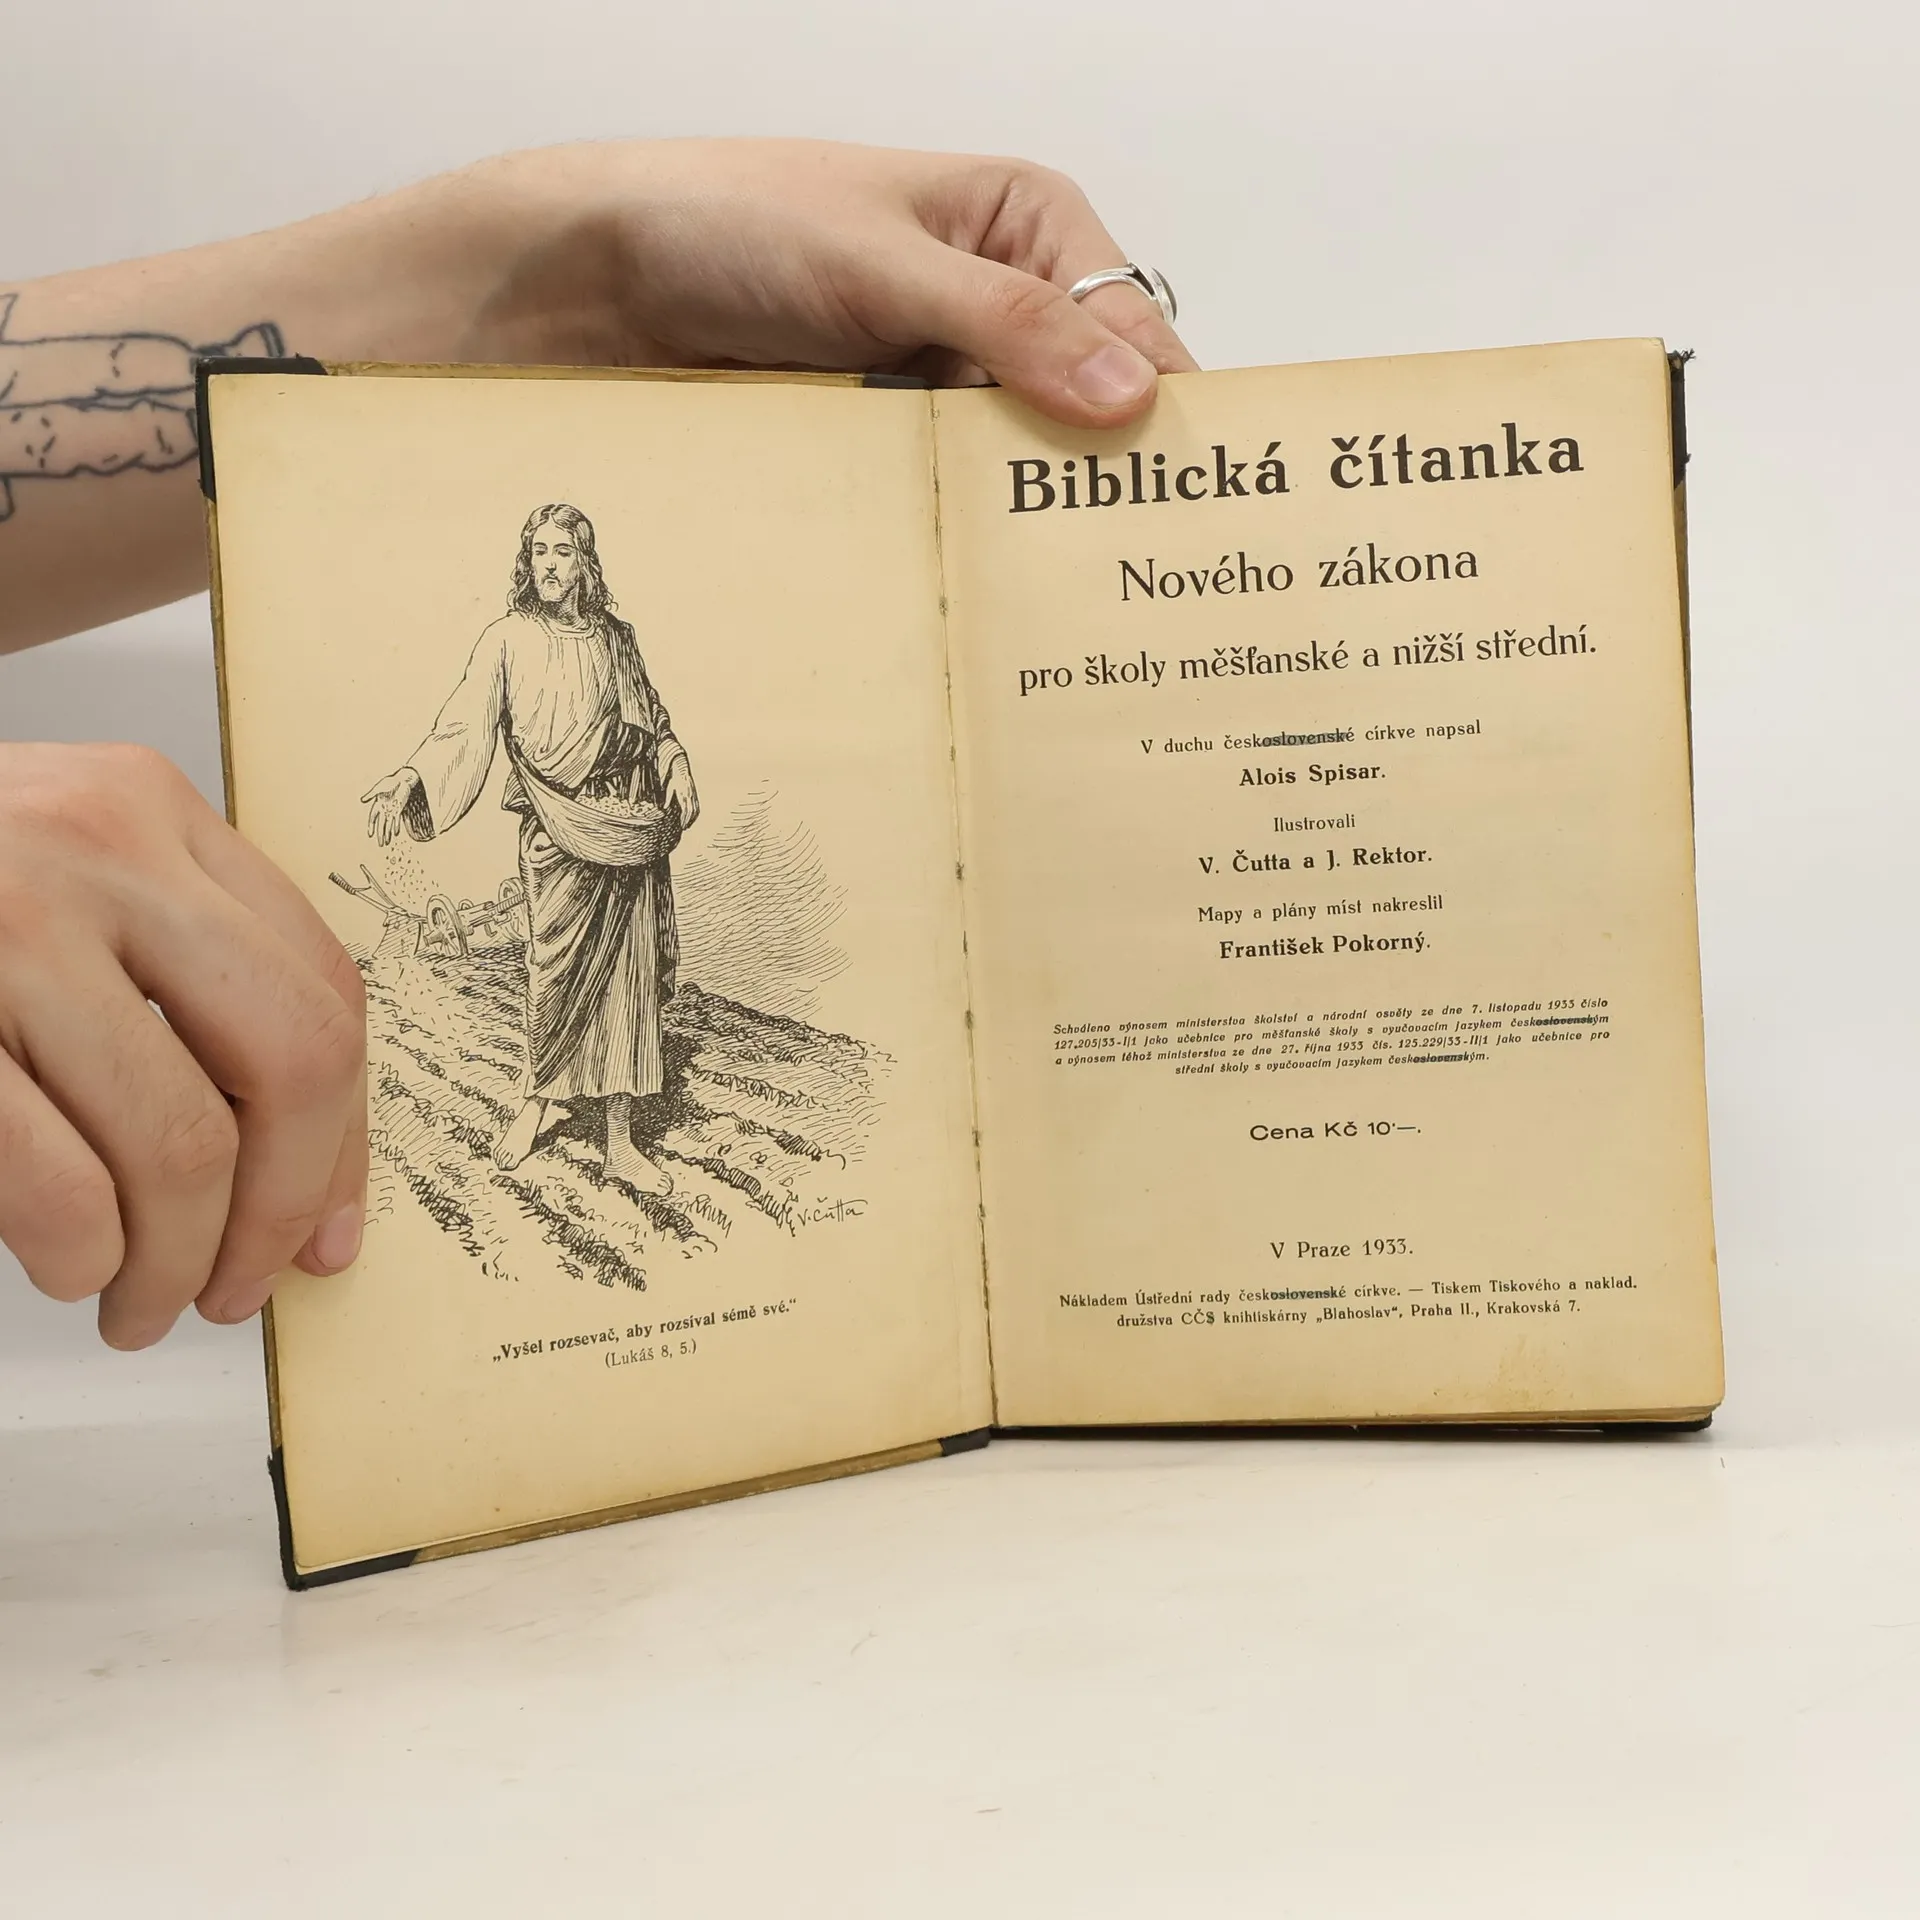 V. Čutta
„Vyšel rozsevač, aby rozsíval sémě své.“
(Lukáš 8, 5.)
Biblická čítanka
Nového zákona
pro školy měšťanské a nižší střední.
V duchu československé církve napsal
Alois Spisar.
Ilustrovali
V. Čutta a J. Rektor.
Mapy a plány míst nakreslil
František Pokorný.
Schváleno výnosem ministerstva školství a národní osvěty ze dne 7. listopadu 1933 číslo
127.205/33-I/1 jako učebnice pro měšťanské školy s vyučovacím jazykem československým
a výnosem téhož ministerstva ze dne 27. října 1933 čís. 123.229/33-II/1 jako učebnice pro
střední školy s vyučovacím jazykem československým.
Cena Kč 10·—.
V Praze 1933.
Nákladem Ústřední rady československé církve. — Tiskem Tiskového a naklad.
družstva CČS knihtiskárny „Blahoslav“, Praha II., Krakovská 7.